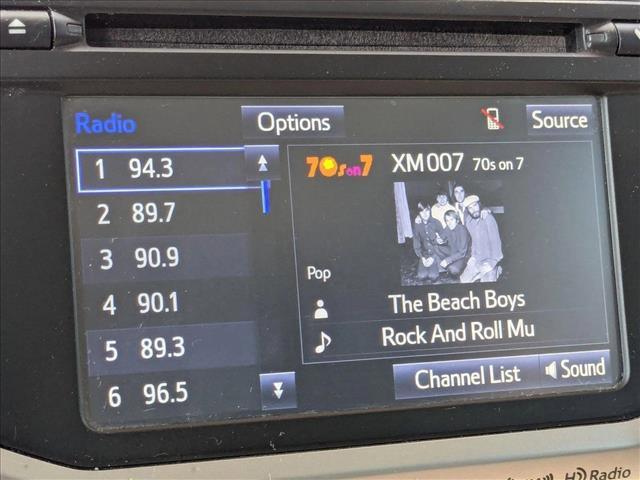 Radio
Options
Source
1 94.3
2 89.7
3 90.9
4 90.1
5 89.3
6 96.5
70s on 7
XM007 70s on 7
Pop
The Beach Boys
Rock And Roll Mu
Channel List
Sound
HD Radio